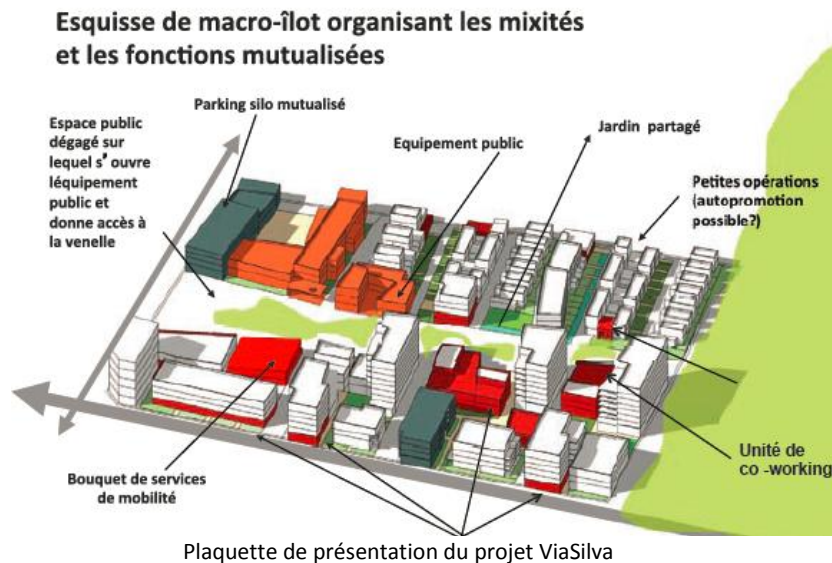 Esquisse de macro-îlot organisant les mixités
et les fonctions mutualisées
Parking silo mutualisé
Espace public
dégagé sur
lequel s' ouvre
léquipement
public et
donne accès à
la venelle
Equipement public
Jardin partagé
Petites opérations
(autopromotion
possible?)
Bouquet de services
de mobilité
Unité de
co -working
Plaquette de présentation du projet ViaSilva